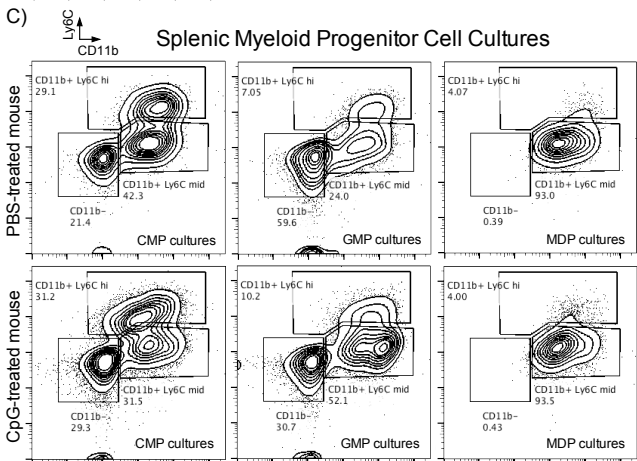 C)
Ly6C
CD11b
Splenic Myeloid Progenitor Cell Cultures
PBS-treated mouse
CD11b+ Ly6C hi
29.1
CD11b+ Ly6C mid
42.3
CD11b-
21.4
CMP cultures
CD11b+ Ly6C hi
7.05
CD11b+ Ly6C mid
24.0
CD11b-
59.6
GMP cultures
CD11b+ Ly6C hi
4.07
CD11b+ Ly6C mid
93.0
CD11b-
0.39
MDP cultures
CpG-treated mouse
CD11b+ Ly6C hi
31.2
CD11b+ Ly6C mid
31.5
CD11b-
29.3
CMP cultures
CD11b+ Ly6C hi
10.2
CD11b+ Ly6C mid
52.1
CD11b-
30.7
GMP cultures
CD11b+ Ly6C hi
4.00
CD11b+ Ly6C mid
93.5
CD11b-
0.43
MDP cultures